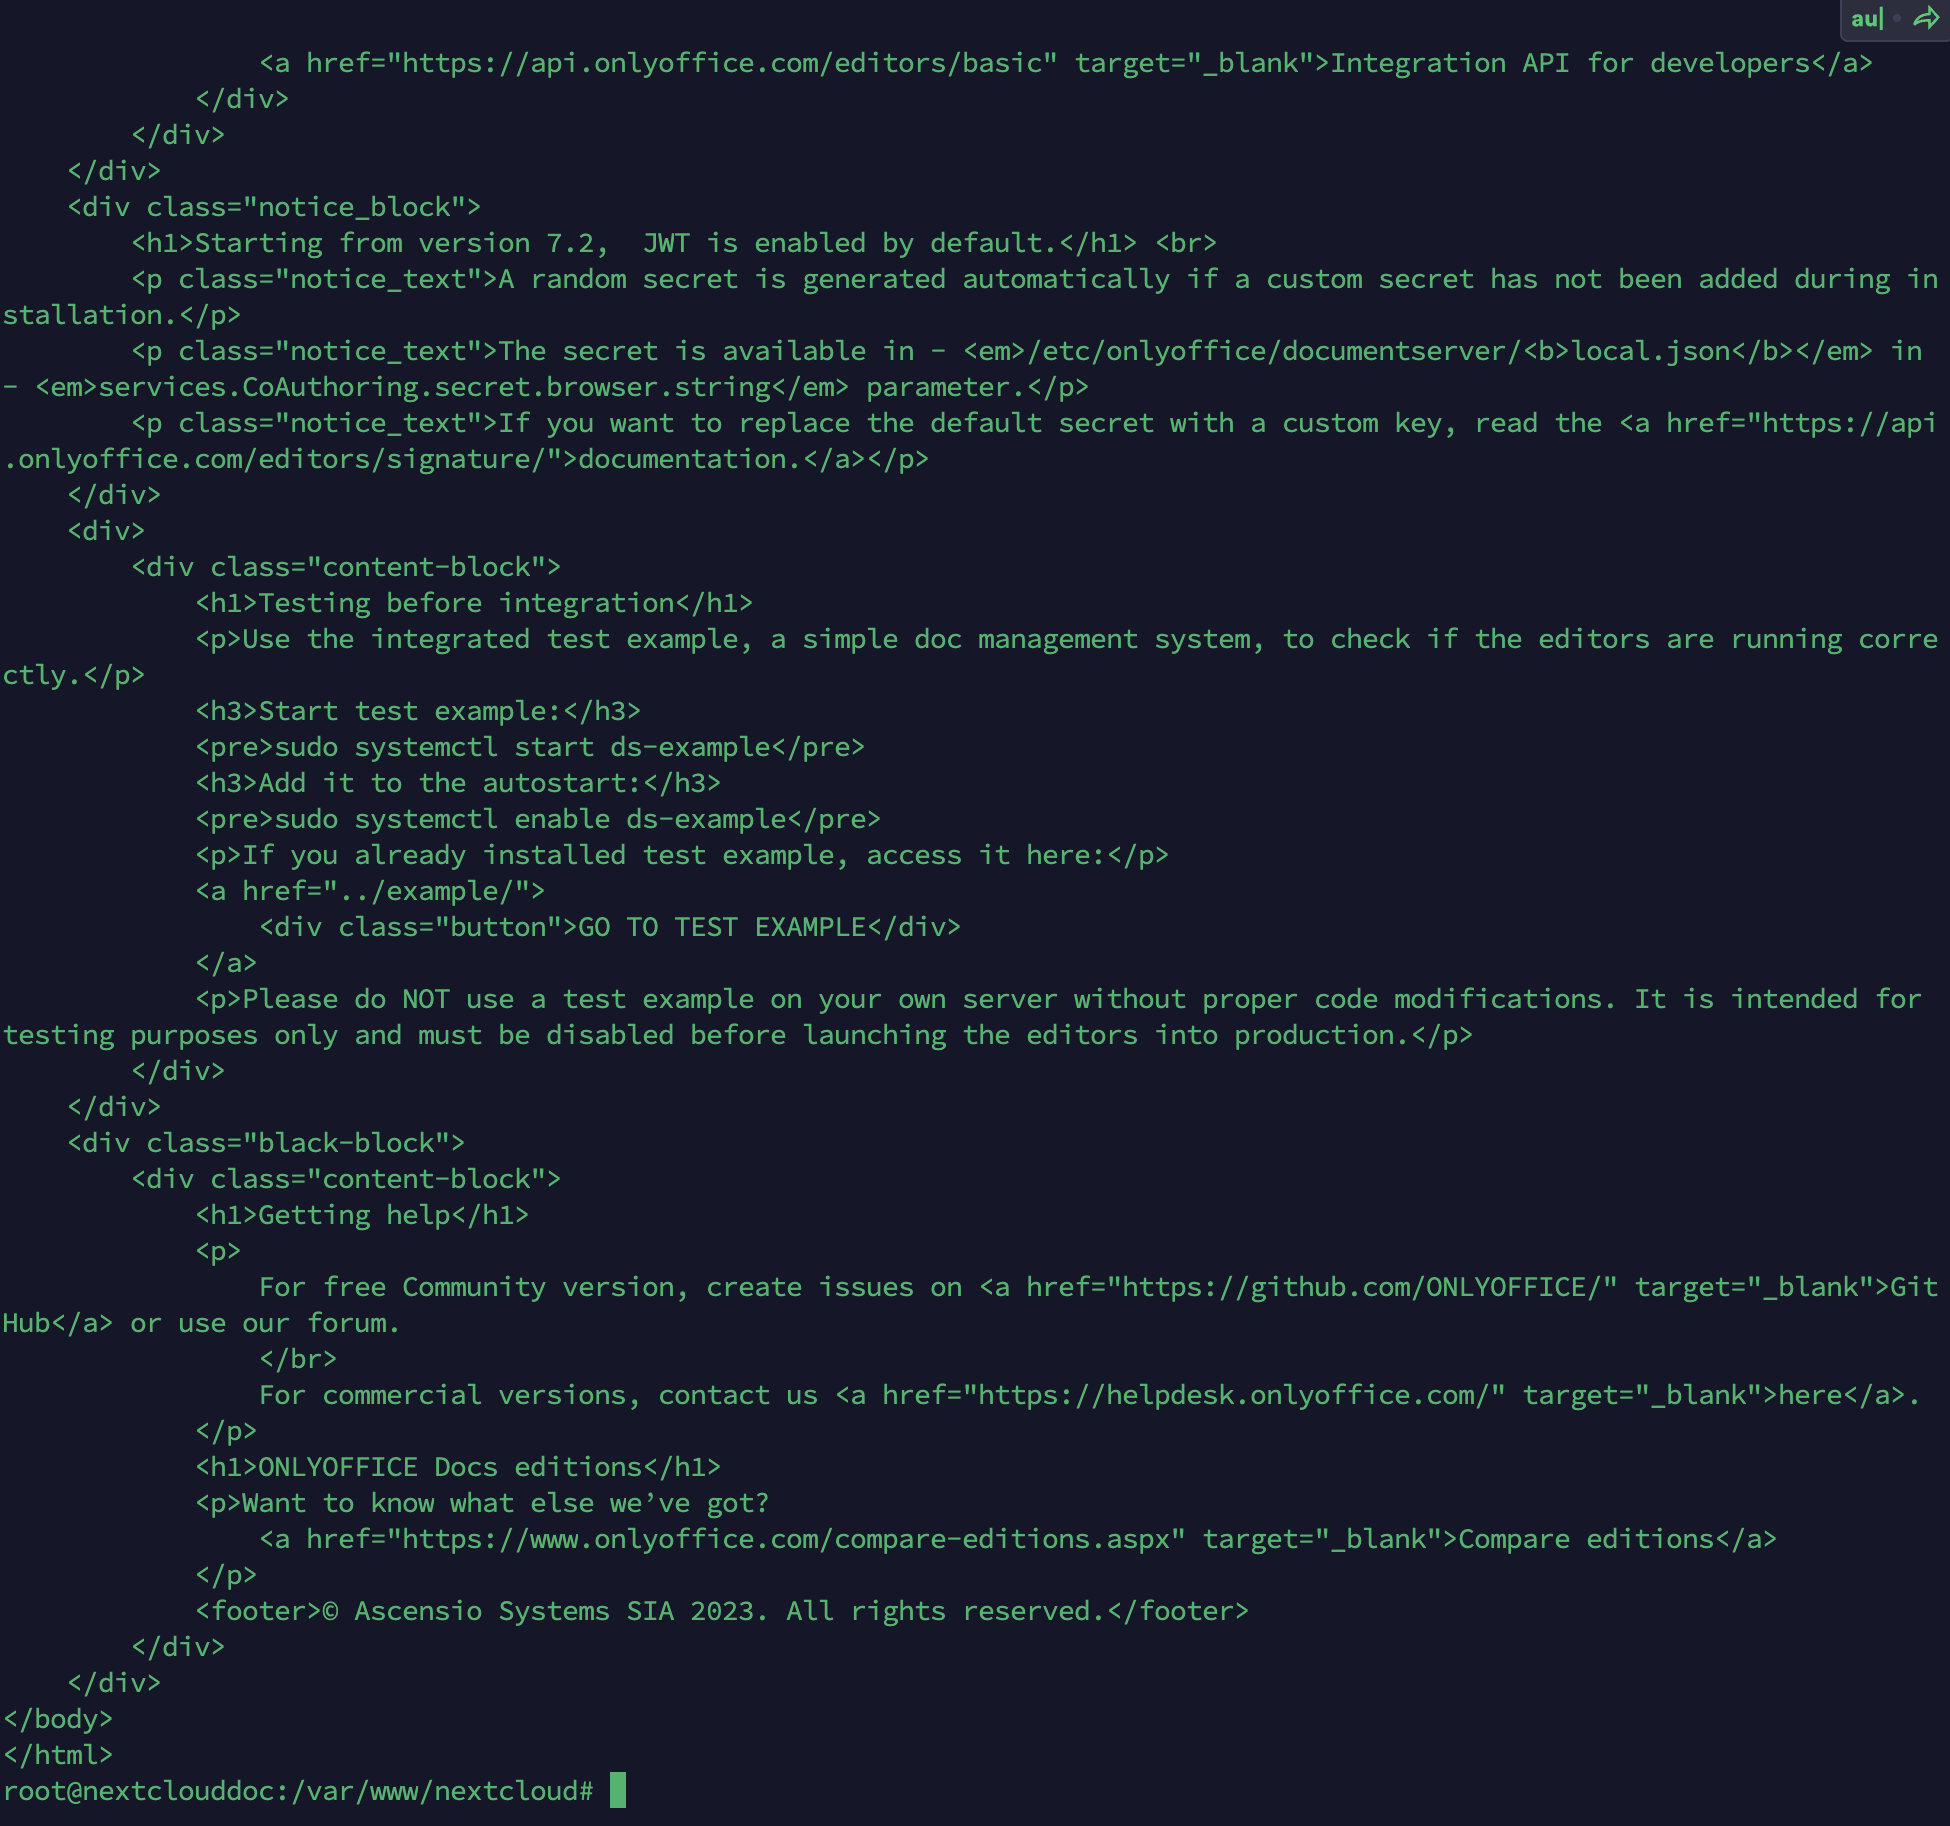 au
<a href="https://api.onlyoffice.com/editors/basic" target="_blank">Integration API for developers</a>
</div>
</div>
</div>
<div class="notice_block">
<h1>Starting from version 7.2,  JWT is enabled by default.</h1> <br>
<p class="notice_text">A random secret is generated automatically if a custom secret has not been added during in
stallation.</p>
<p class="notice_text">The secret is available in - <em>/etc/onlyoffice/documentserver/<b>local.json</b></em> in
- <em>services.CoAuthoring.secret.browser.string</em> parameter.</p>
<p class="notice_text">If you want to replace the default secret with a custom key, read the <a href="https://api
.onlyoffice.com/editors/signature/">documentation.</a></p>
</div>
<div>
<div class="content-block">
<h1>Testing before integration</h1>
<p>Use the integrated test example, a simple doc management system, to check if the editors are running corre
ctly.</p>
<h3>Start test example:</h3>
<pre>sudo systemctl start ds-example</pre>
<h3>Add it to the autostart:</h3>
<pre>sudo systemctl enable ds-example</pre>
<p>If you already installed test example, access it here:</p>
<a href="../example/">
<div class="button">GO TO TEST EXAMPLE</div>
</a>
<p>Please do NOT use a test example on your own server without proper code modifications. It is intended for
testing purposes only and must be disabled before launching the editors into production.</p>
</div>
</div>
<div class="black-block">
<div class="content-block">
<h1>Getting help</h1>
<p>
For free Community version, create issues on <a href="https://github.com/ONLYOFFICE/" target="_blank">Git
Hub</a> or use our forum.
</br>
For commercial versions, contact us <a href="https://helpdesk.onlyoffice.com/" target="_blank">here</a>.
</p>
<h1>ONLYOFFICE Docs editions</h1>
<p>Want to know what else we’ve got?
<a href="https://www.onlyoffice.com/compare-editions.aspx" target="_blank">Compare editions</a>
</p>
<footer>© Ascensio Systems SIA 2023. All rights reserved.</footer>
</div>
</div>
</body>
</html>
root@nextclouddoc:/var/www/nextcloud#